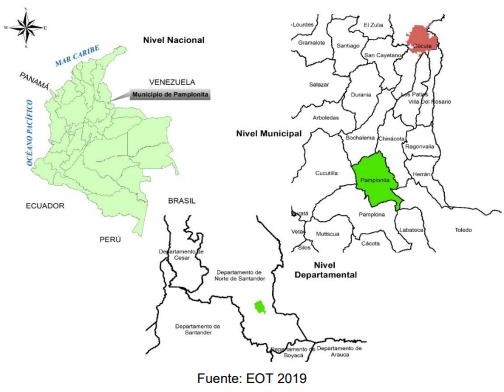 Nivel Nacional
MAR CARIBE
PANAMÁ
VENEZUELA
Municipio de Pamplonita
OCÉANO PACÍFICO
ECUADOR
BRASIL
PERÚ
Lourdes
El Zulia
Gramalote
Santiago
Cúcuta
San Cayetano
Salazar
Durania
Los Patios
Villa Del Rosario
Arboledas
Nivel Municipal
Bochalema
Chinácota
Ragonvalia
Cucutilla
Pamplonita
Herrán
Pamplona
Labateca
Toledo
Vetas
Mutiscua
Silos
Cácota
Nivel
Departamental
Departamento de
Cesar
Departamento de
Norte de Santander
Departamento de
Santander
Departamento de
Boyacá
Departamento de
Arauca
Fuente: EOT 2019